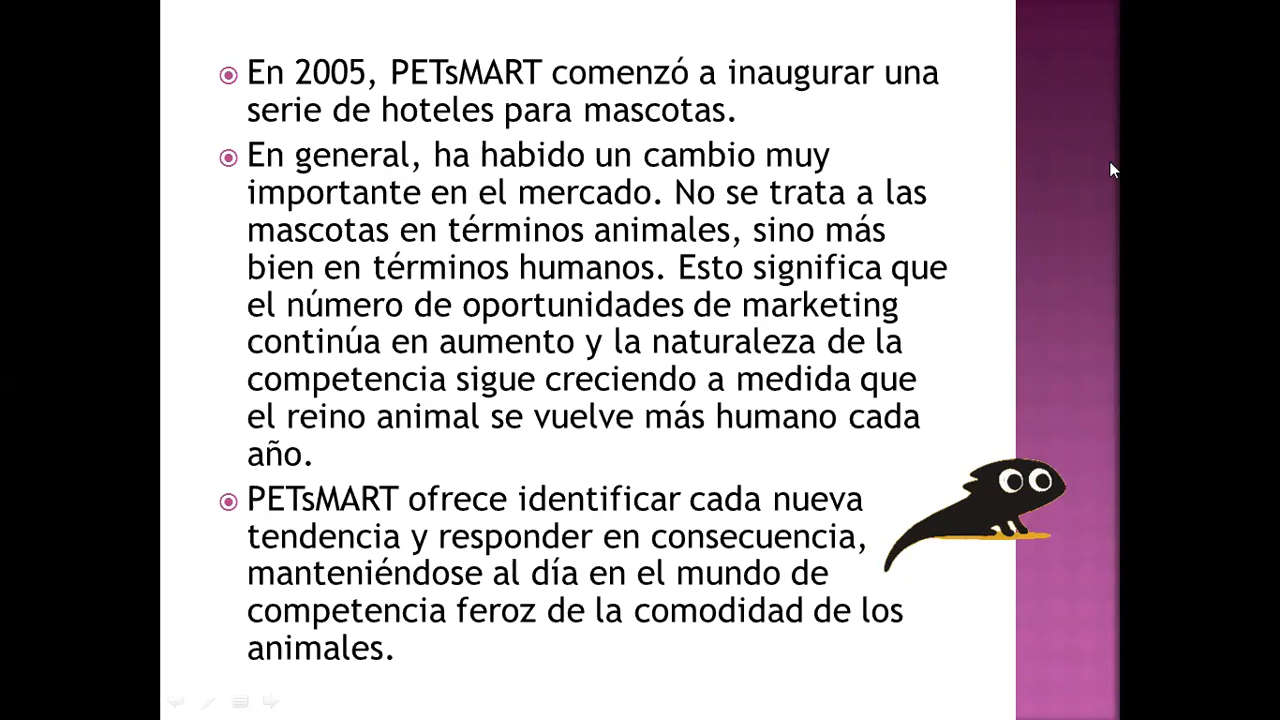 En 2005, PETsMART comenzó a inaugurar una
serie de hoteles para mascotas.
En general, ha habido un cambio muy
importante en el mercado. No se trata a las
mascotas en términos animales, sino más
bien en términos humanos. Esto significa que
el número de oportunidades de marketing
continúa en aumento y la naturaleza de la
competencia sigue creciendo a medida que
el reino animal se vuelve más humano cada
año.
PETsMART ofrece identificar cada nueva
tendencia y responder en consecuencia,
manteniéndose al día en el mundo de
competencia feroz de la comodidad de los
animales.